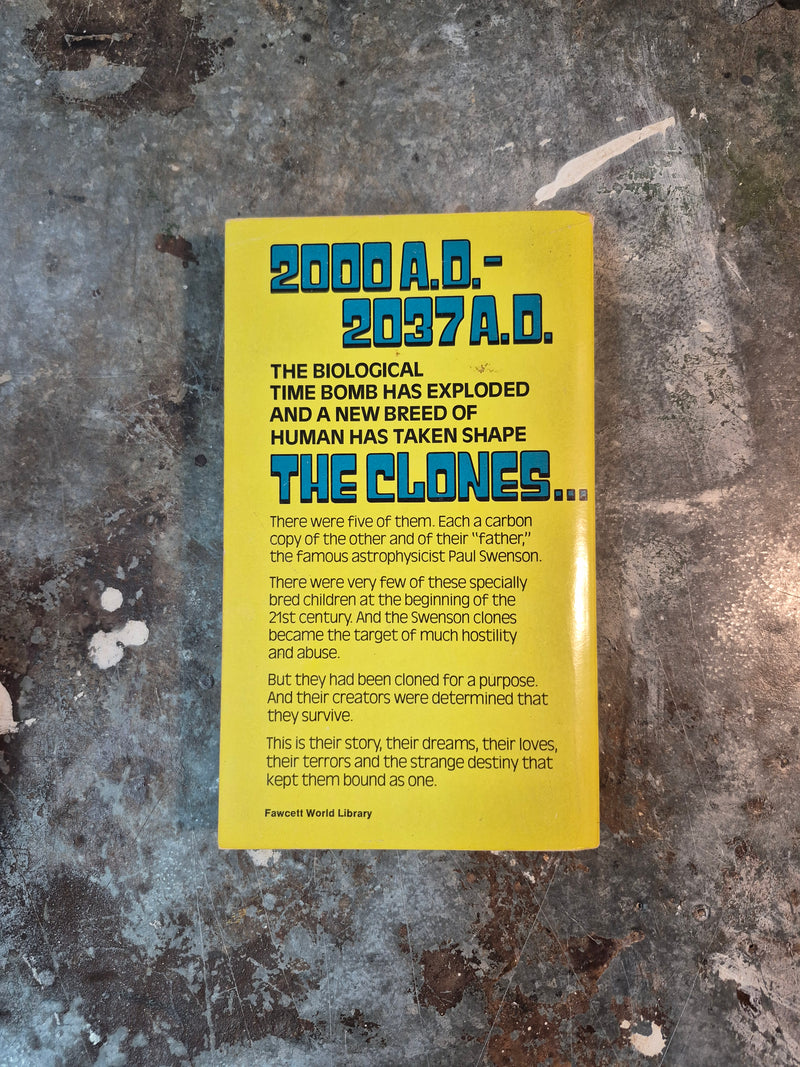 2000 A.D.-
2037 A.D.
THE BIOLOGICAL
TIME BOMB HAS EXPLODED
AND A NEW BREED OF
HUMAN HAS TAKEN SHAPE
THE CLONES...
There were five of them. Each a carbon
copy of the other and of their "father,"
the famous astrophysicist Paul Swenson.
There were very few of these specially
bred children at the beginning of the
21st century. And the Swenson clones
became the target of much hostility
and abuse.
But they had been cloned for a purpose.
And their creators were determined that
they survive.
This is their story, their dreams, their loves,
their terrors and the strange destiny that
kept them bound as one.
Fawcett World Library